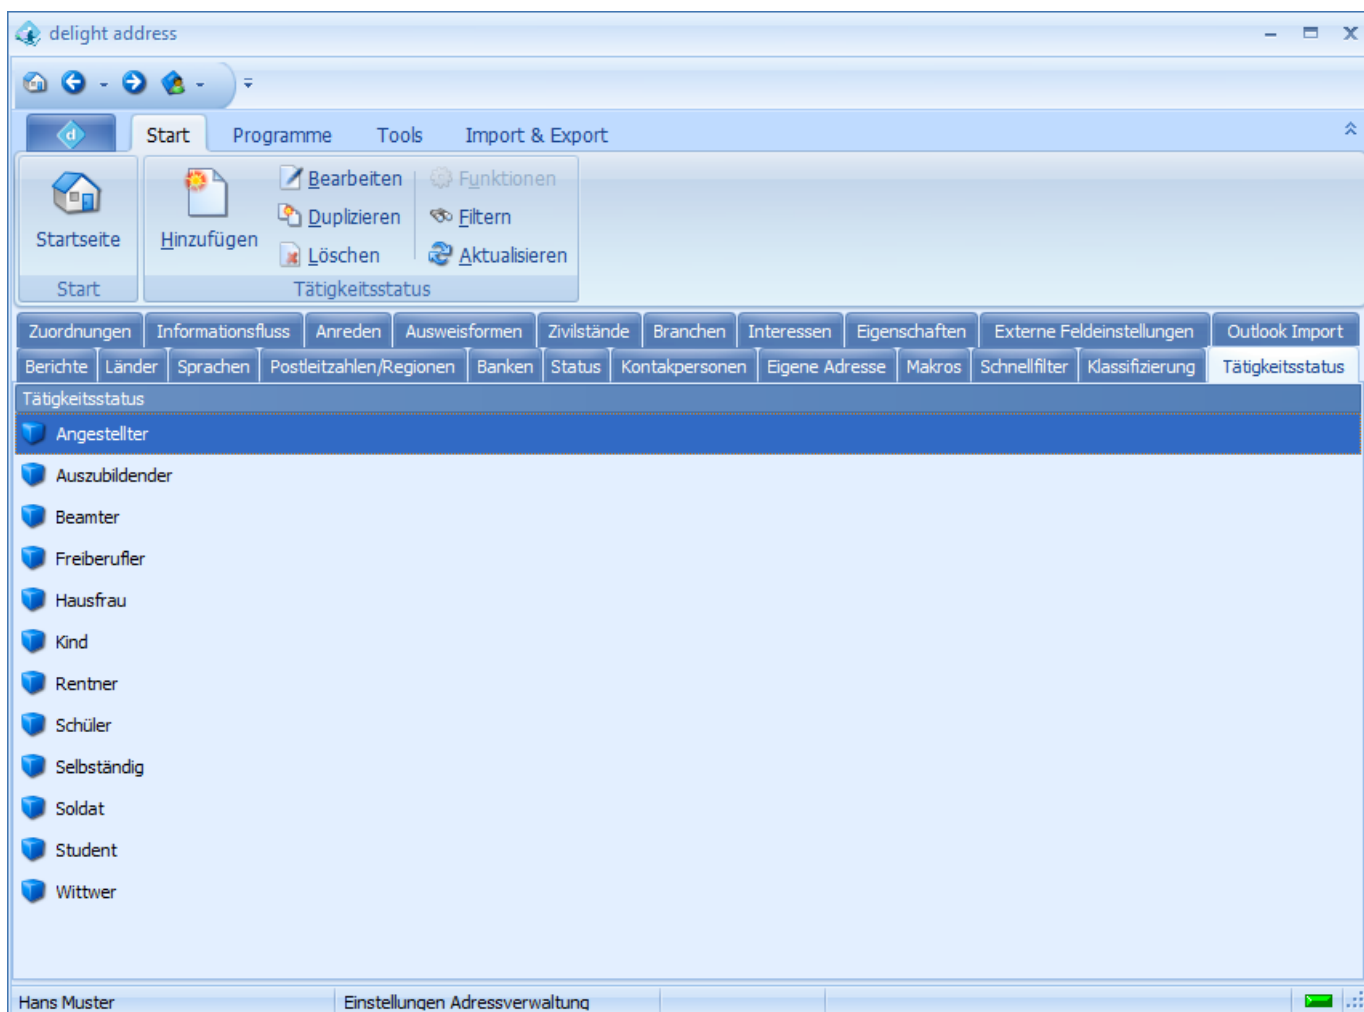 delight address
Start Programme Tools Import & Export
Startseite
Hinzufügen
Bearbeiten
Duplizieren
Löschen
Funktionen
Filtern
Aktualisieren
Start
Tätigkeitsstatus
Zuordnungen Informationsfluss Anreden Ausweisformen Zivilstände Branchen Interessen Eigenschaften Externe Feldeinstellungen Outlook Import
Berichte Länder Sprachen Postleitzahlen/Regionen Banken Status Kontakpersonen Eigene Adresse Makros Schnellfilter Klassifizierung Tätigkeitsstatus
Tätigkeitsstatus
Angestellter
Auszubildender
Beamter
Freiberufler
Hausfrau
Kind
Rentner
Schüler
Selbständig
Soldat
Student
Wittwer
Hans Muster Einstellungen Adressverwaltung